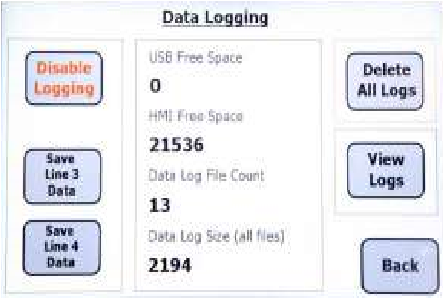 Data Logging
Disable
Logging
Save
Line 3
Data
Save
Line 4
Data
USB Free Space
0
HMI Free Space
21536
Data Log File Count
13
Data Log Size (all files)
2194
Delete
All Logs
View
Logs
Back